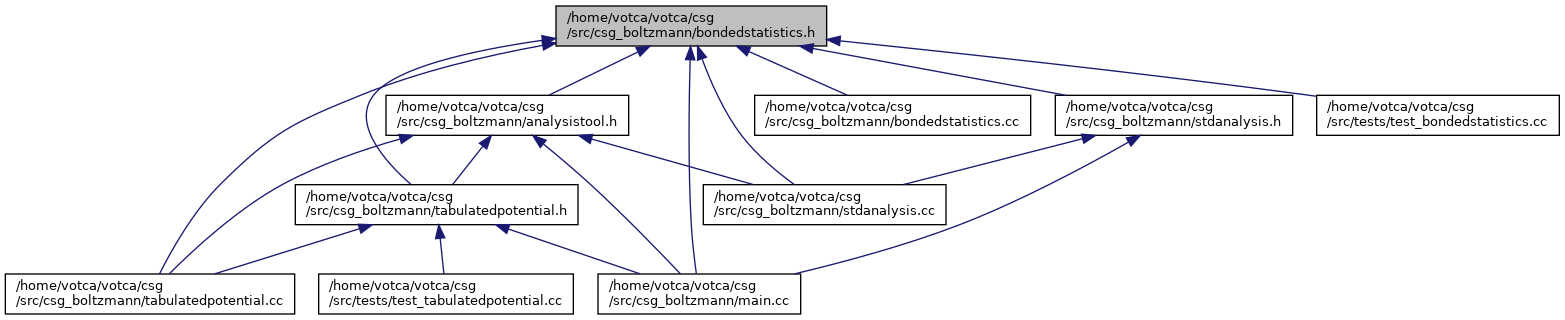 /home/votca/votca/csg
/src/csg_boltzmann/bondedstatistics.h
/home/votca/votca/csg
/src/csg_boltzmann/analysistool.h
/home/votca/votca/csg
/src/csg_boltzmann/bondedstatistics.cc
/home/votca/votca/csg
/src/csg_boltzmann/stdanalysis.h
/home/votca/votca/csg
/src/tests/test_bondedstatistics.cc
/home/votca/votca/csg
/src/csg_boltzmann/tabulatedpotential.h
/home/votca/votca/csg
/src/csg_boltzmann/stdanalysis.cc
/home/votca/votca/csg
/src/csg_boltzmann/tabulatedpotential.cc
/home/votca/votca/csg
/src/tests/test_tabulatedpotential.cc
/home/votca/votca/csg
/src/csg_boltzmann/main.cc